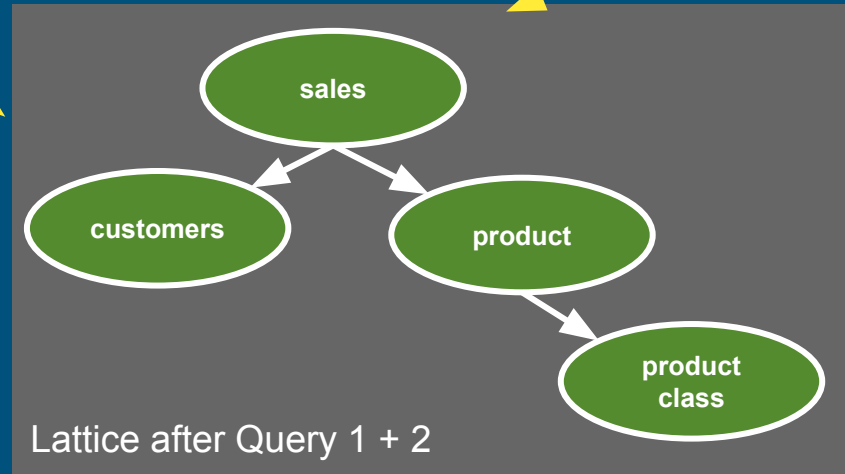 sales
customers
product
product
class
Lattice after Query 1 + 2